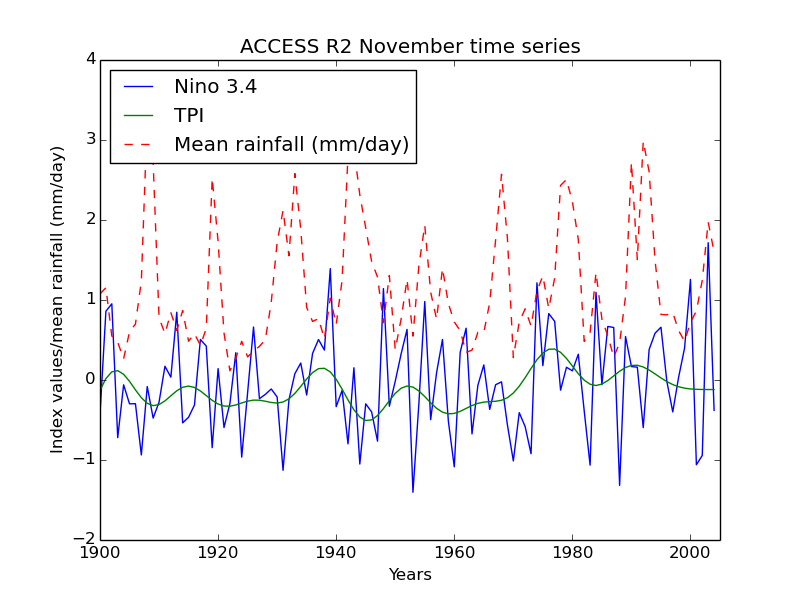 ACCESS R2 November time series
Nino 3.4
TPI
Mean rainfall (mm/day)
Index values/mean rainfall (mm/day)
4
3
2
1
0
−1
−2
1900 1920 1940 1960 1980 2000
Years